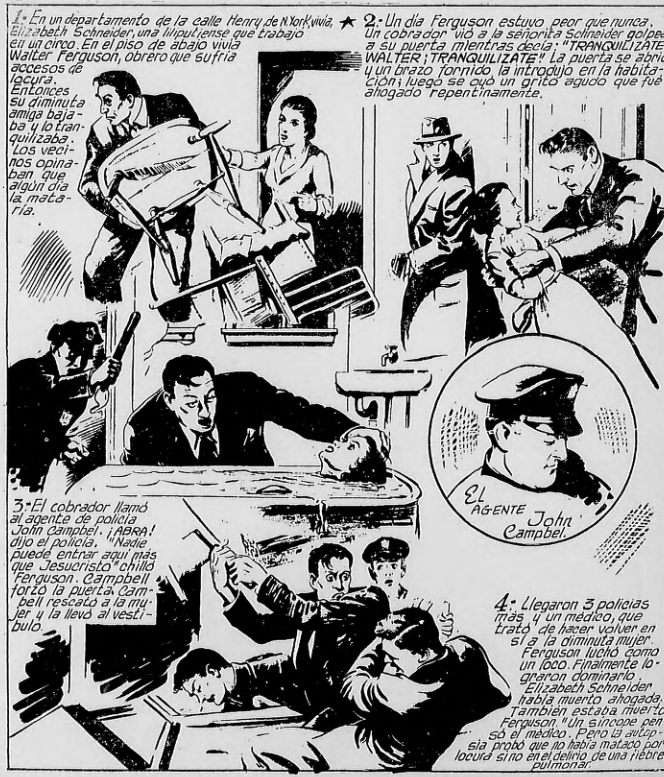 1.- En un departamento de la calle Henry, de N. York, vivía,
Elizabeth Schneider, una liliputiense que trabajó
en un circo. En el piso de abajo vivía
Walter Ferguson, obrero que sufría
accesos de
locura.
Entonces
su diminuta
amiga baja-
ba y lo tran-
quilizaba.
Los veci-
nos opina-
ban que
algún día
la mata-
ría.
★ 2.- Un día Ferguson estuvo peor que nunca.
Un cobrador vió a la señorita Schneider golpear
a su puerta mientras decía: "TRANQUILIZATE,
WALTER ¡TRANQUILIZATE!" La puerta se abrió
y un brazo fornido, la introdujo en la habita-
ción; luego se oyó un grito agudo que fué
ahogado repentinamente.
EL
AGENTE
John
Campbel.
3.- El cobrador llamó
al agente de policía
John Campbel. ¡ABRA!
dijo el policía. "Nadie
puede entrar aquí más
que Jesucristo" chilló
Ferguson. Campbell
forzó la puerta. Cam-
bell rescató a la mu-
jer y la llevó al vestí-
bulo.
4.- Llegaron 3 policías
más y un médico, que
trató de hacer volver en
sí a la diminuta mujer.
Ferguson luchó como
un loco. Finalmente lo-
graron dominarlo.
Elizabeth Schneider
había muerto ahogada.
También estaba muerto
Ferguson. "Un síncope pen-
só el médico. Pero la autop-
sia probó que no había matado por
locura sino en el delirio de una fiebre
pulmonar.